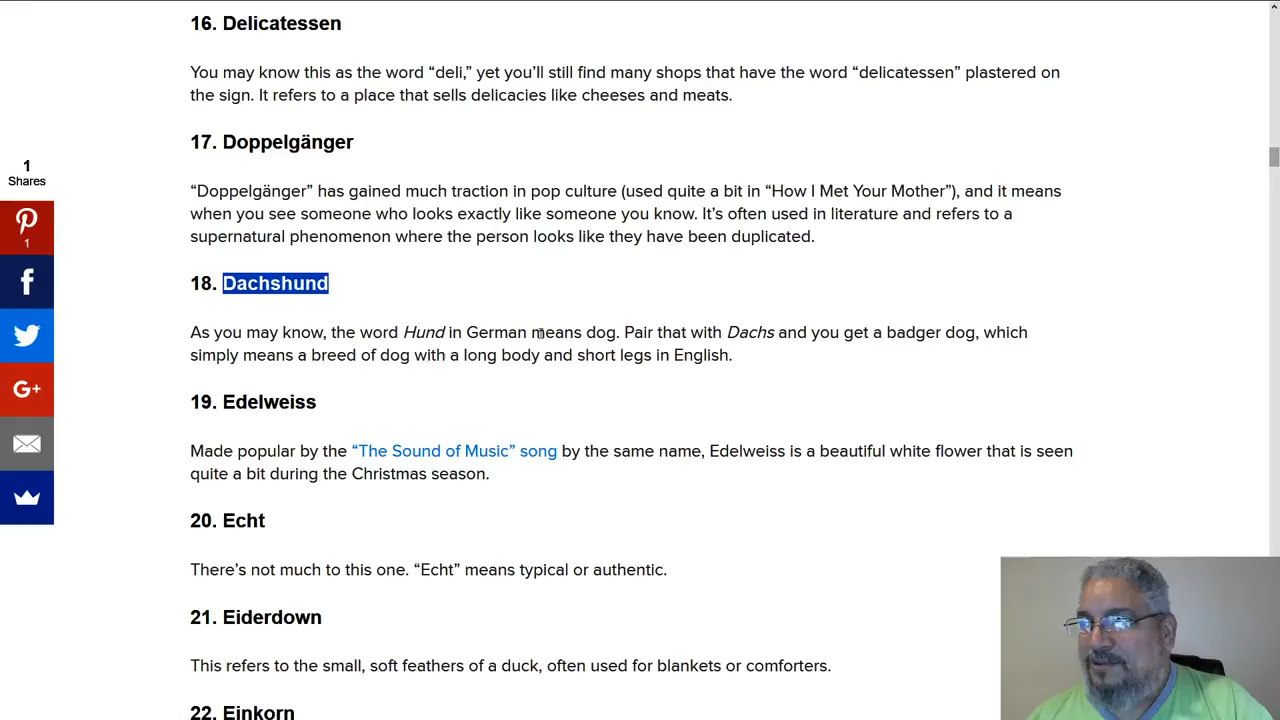 16. Delicatessen
You may know this as the word “deli,” yet you’ll still find many shops that have the word “delicatessen” plastered on
the sign. It refers to a place that sells delicacies like cheeses and meats.
17. Doppelgänger
1
Shares
“Doppelgänger” has gained much traction in pop culture (used quite a bit in “How I Met Your Mother”), and it means
when you see someone who looks exactly like someone you know. It’s often used in literature and refers to a
supernatural phenomenon where the person looks like they have been duplicated.
1
18. Dachshund
As you may know, the word Hund in German means dog. Pair that with Dachs and you get a badger dog, which
simply means a breed of dog with a long body and short legs in English.
G+
19. Edelweiss
Made popular by the “The Sound of Music” song by the same name, Edelweiss is a beautiful white flower that is seen
quite a bit during the Christmas season.
20. Echt
There’s not much to this one. “Echt” means typical or authentic.
21. Eiderdown
This refers to the small, soft feathers of a duck, often used for blankets or comforters.
22. Einkorn